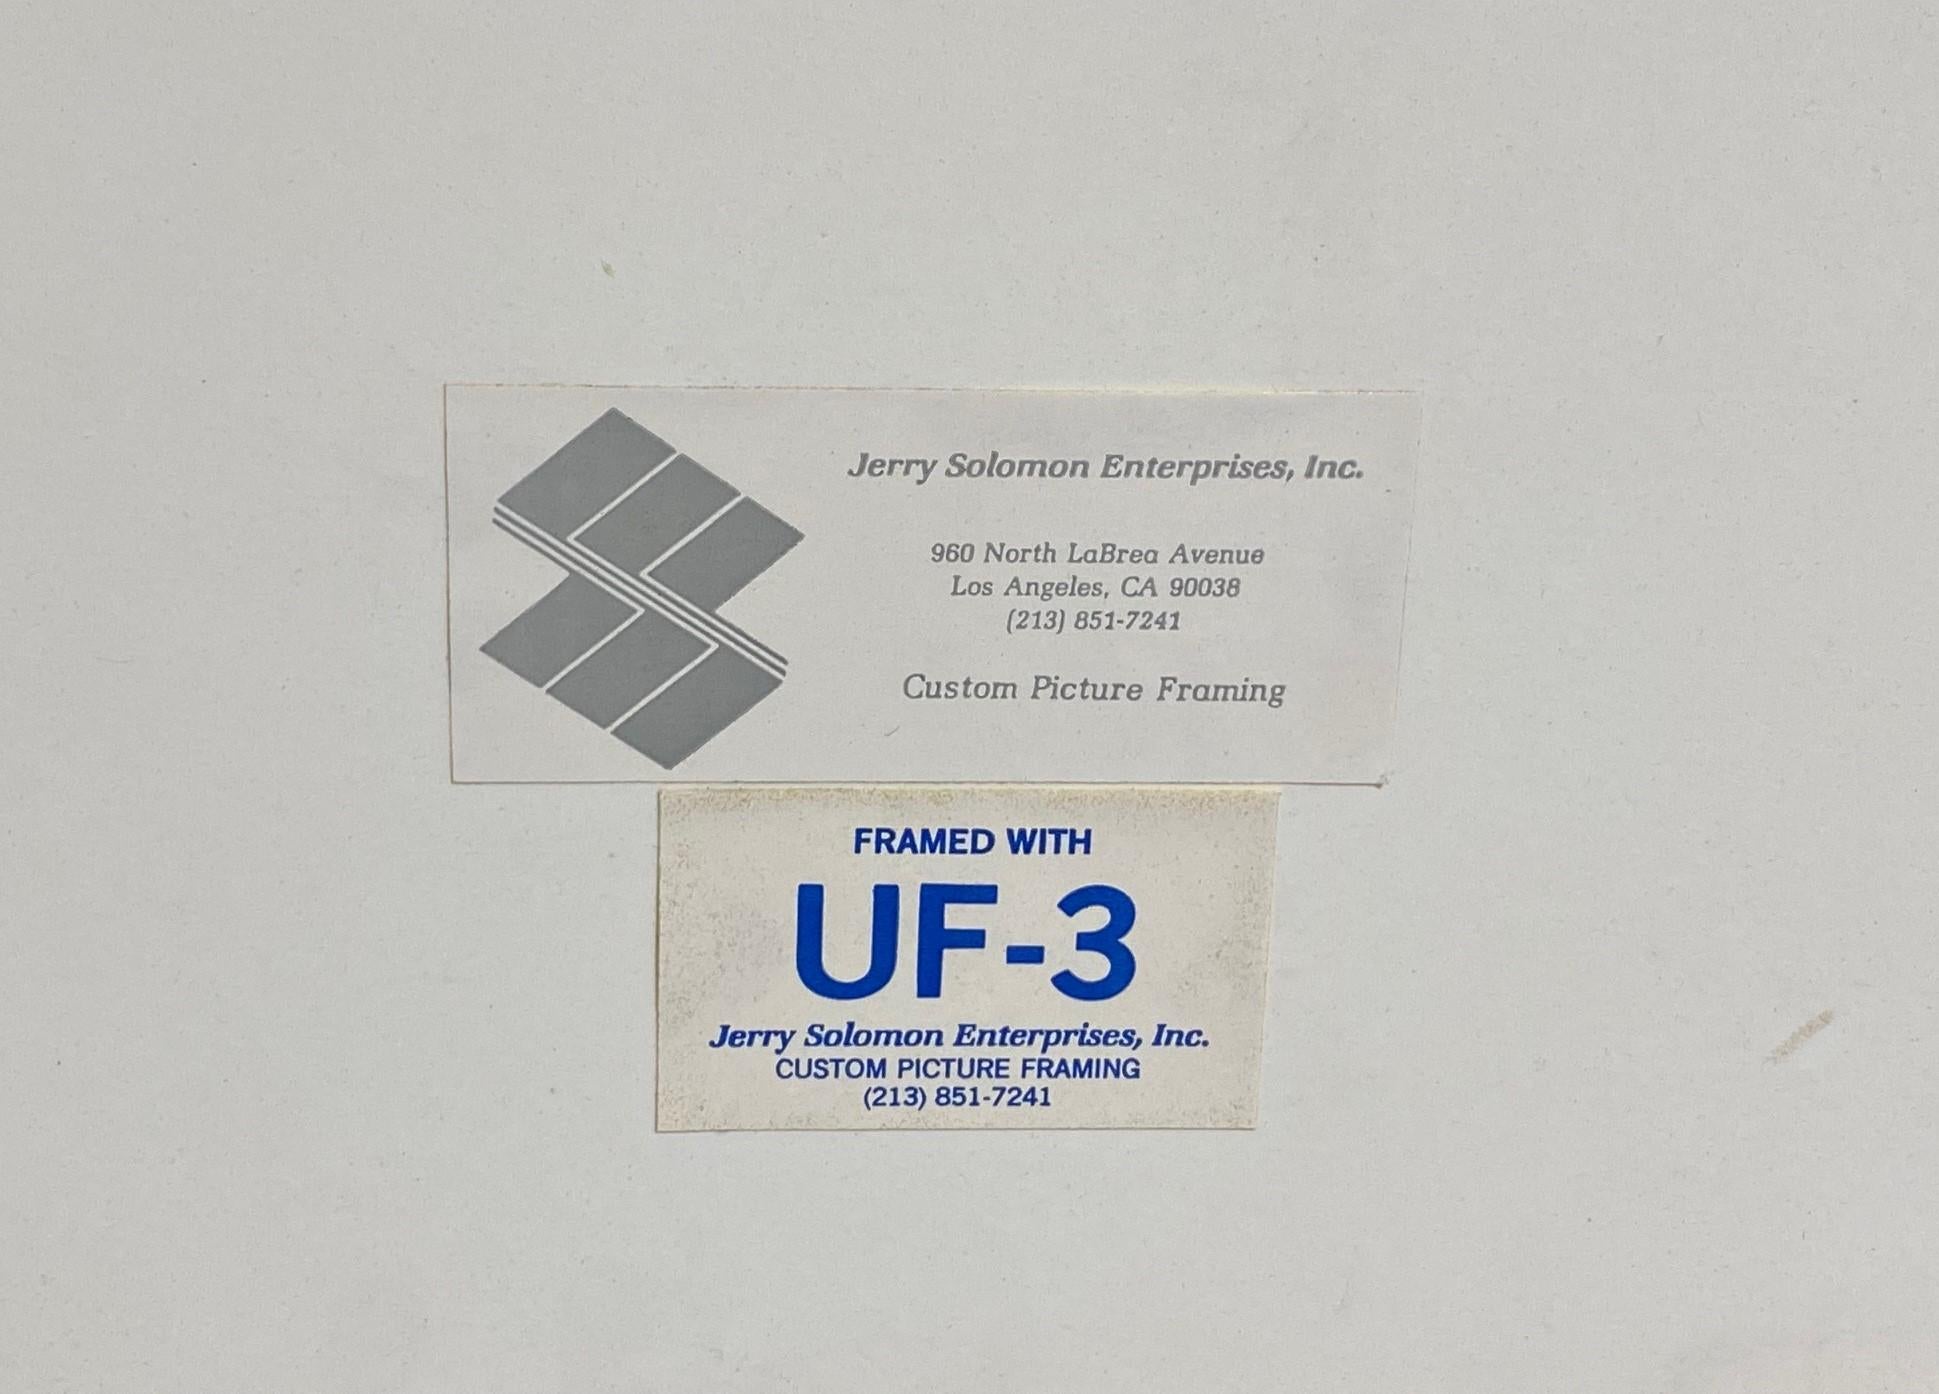 Jerry Solomon Enterprises, Inc.
960 North LaBrea Avenue
Los Angeles, CA 90038
(213) 851-7241
Custom Picture Framing
FRAMED WITH
UF-3
Jerry Solomon Enterprises, Inc.
CUSTOM PICTURE FRAMING
(213) 851-7241